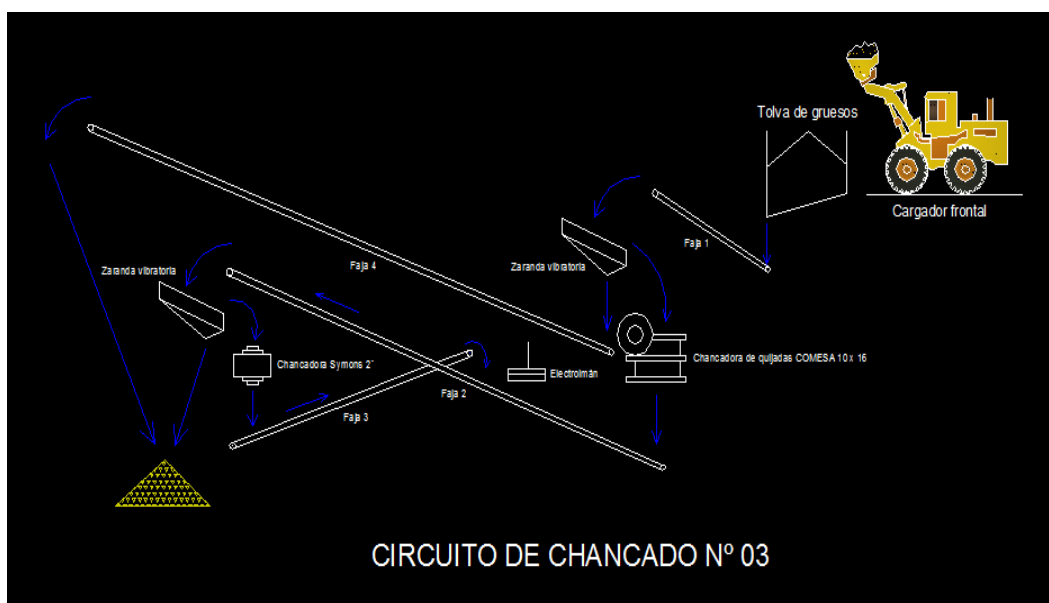 Tolva de gruesos
Cargador frontal
Faja 1
Faja 4
Zaranda vibratoria
Zaranda vibratoria
Chancadora Symons 2"
Electroimán
Chancadora de quijadas COMESA 10 x 16
Faja 2
Faja 3
CIRCUITO DE CHANCADO Nº 03